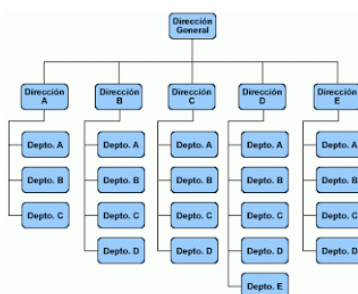 Dirección
General
Dirección
A
Dirección
B
Dirección
C
Dirección
D
Dirección
E
Depto. A
Depto. B
Depto. C
Depto. A
Depto. B
Depto. C
Depto. D
Depto. A
Depto. B
Depto. C
Depto. D
Depto. A
Depto. B
Depto. C
Depto. D
Depto. E
Depto. A
Depto. B
Depto. C
Depto. D